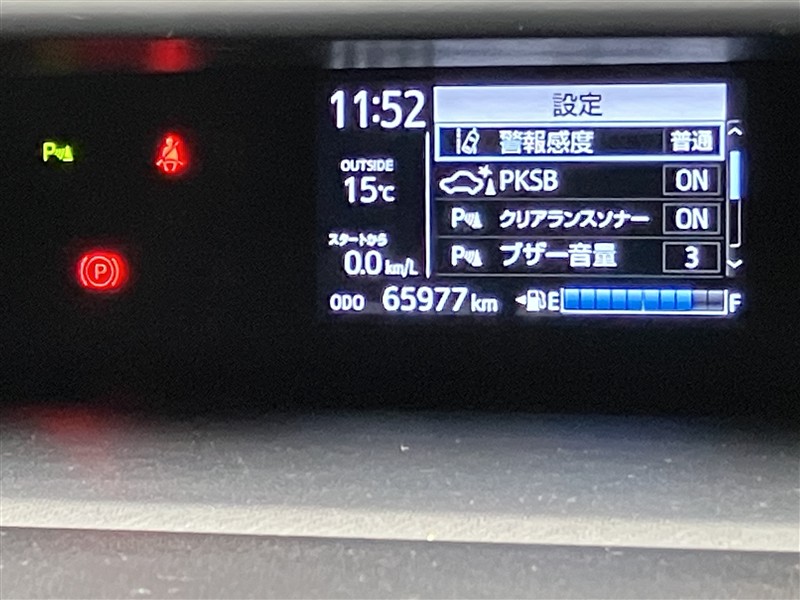 11:52
設定
警報感度 普通
PKSB ON
OUTSIDE
15℃
P クリアランスソナー ON
スタートから
0.0 km/L
P ブザー音量 3
ODO 65977 km
E F
P
P